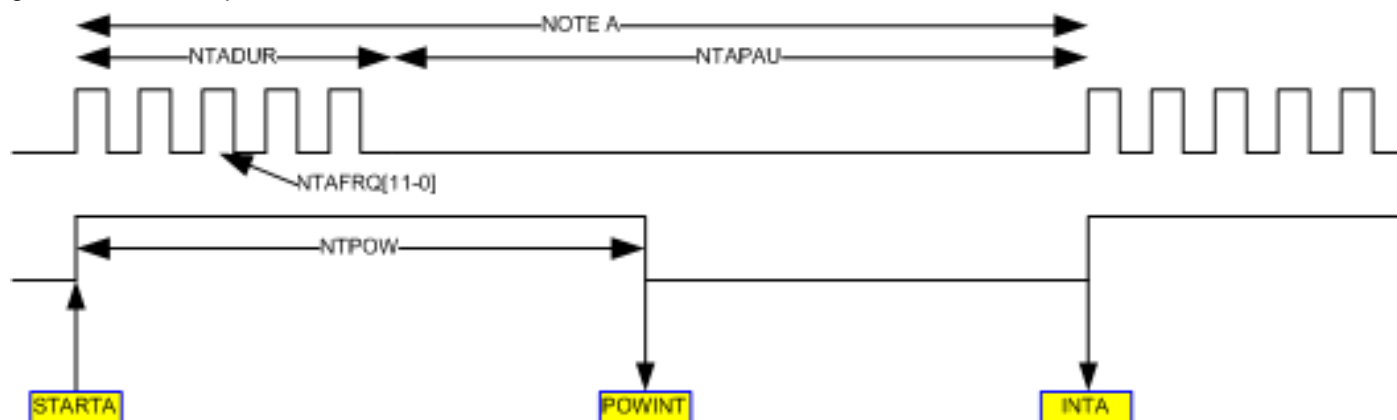 NOTE A
NTADUR
NTAPAU
NTAFRQ[11-0]
NTPOW
STARTA
POWINT
INTA